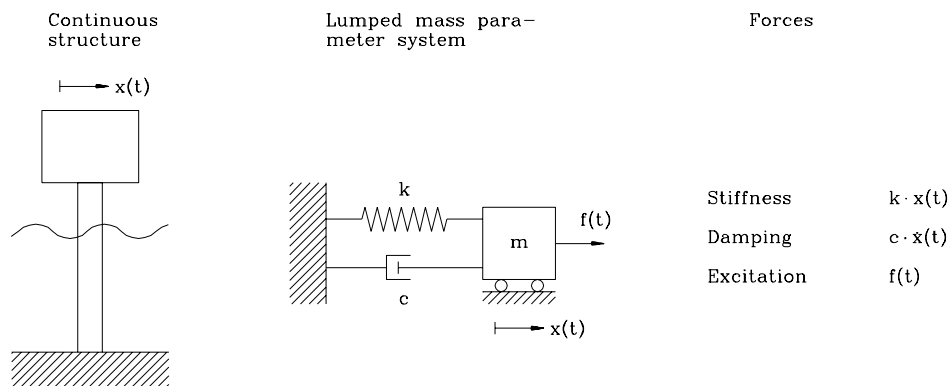 Continuous
structure
Lumped mass para-
meter system
Forces
x(t)
k
m
f(t)
c
x(t)
Stiffness k · x(t)
Damping c · ẋ(t)
Excitation f(t)